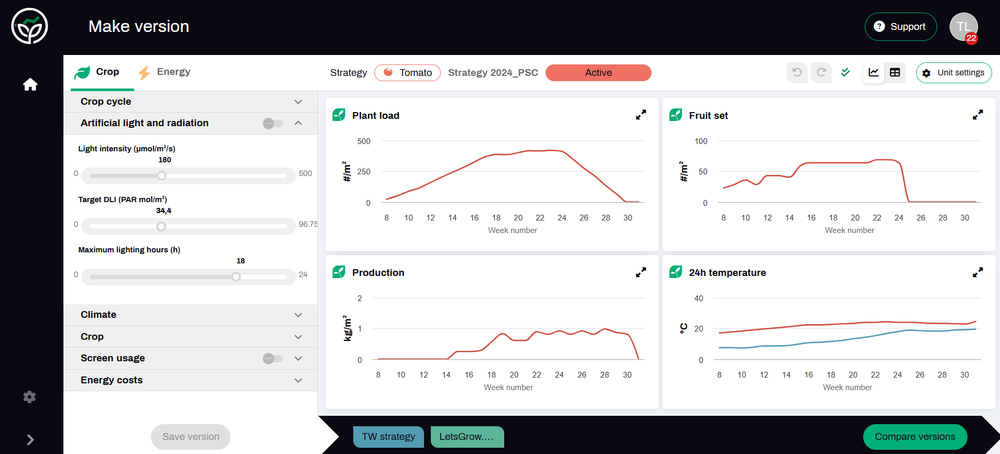 Make version
Support
TL
22
Crop
Energy
Strategy
Tomato
Strategy 2024_PSC
Active
Unit settings
Crop cycle
Artificial light and radiation
Light intensity (µmol/m²/s)
180
0
500
Target DLI (PAR mol/m²)
34,4
0
96.75
Maximum lighting hours (h)
18
0
24
Climate
Crop
Screen usage
Energy costs
Save version
Plant load
#/m²
500
250
0
8 10 12 14 16 18 20 22 24 26 28 30
Week number
Fruit set
#/m²
100
50
0
8 10 12 14 16 18 20 22 24 26 28 30
Week number
Production
kg/m²
2
1
0
8 10 12 14 16 18 20 22 24 26 28 30
Week number
24h temperature
°C
40
20
0
8 10 12 14 16 18 20 22 24 26 28 30
Week number
TW strategy
LetsGrow....
Compare versions